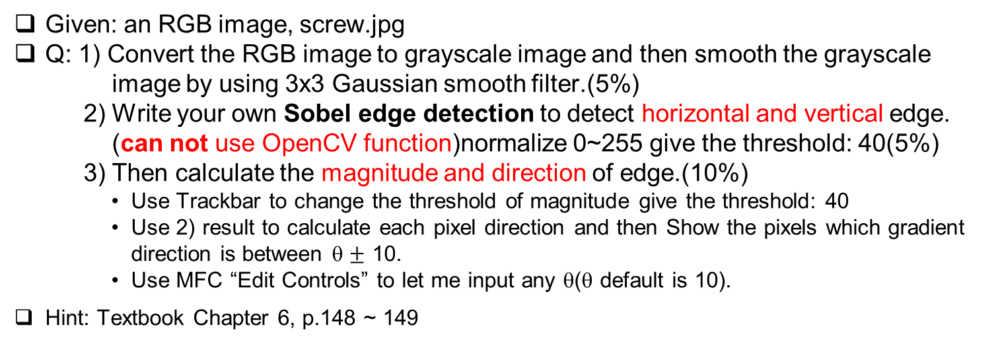 ❑ Given: an RGB image, screw.jpg
❑ Q: 1) Convert the RGB image to grayscale image and then smooth the grayscale
image by using 3x3 Gaussian smooth filter.(5%)
2) Write your own Sobel edge detection to detect horizontal and vertical edge.
(can not use OpenCV function)normalize 0~255 give the threshold: 40(5%)
3) Then calculate the magnitude and direction of edge.(10%)
• Use Trackbar to change the threshold of magnitude give the threshold: 40
• Use 2) result to calculate each pixel direction and then Show the pixels which gradient
direction is between θ ± 10.
• Use MFC “Edit Controls” to let me input any θ(θ default is 10).
❑ Hint: Textbook Chapter 6, p.148 ~ 149